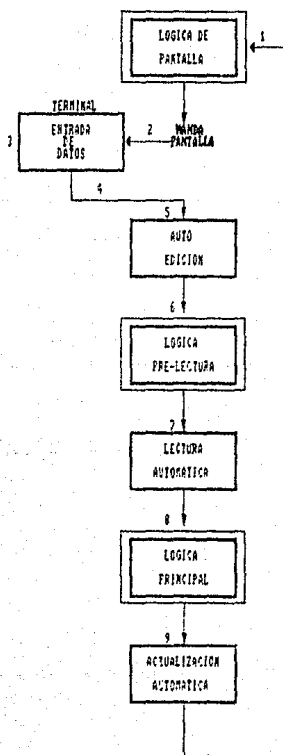 1
LOGICA DE
PANTALLA
TERMINAL
3
ENTRADA
DE
DATOS
2
MANDA
PANTALLA
4
5
AUTO
EDICION
6
LOGICA
PRE-LECTURA
7
LECTURA
AUTOMATICA
8
LOGICA
PRINCIPAL
9
ACTUALIZACION
AUTOMATICA